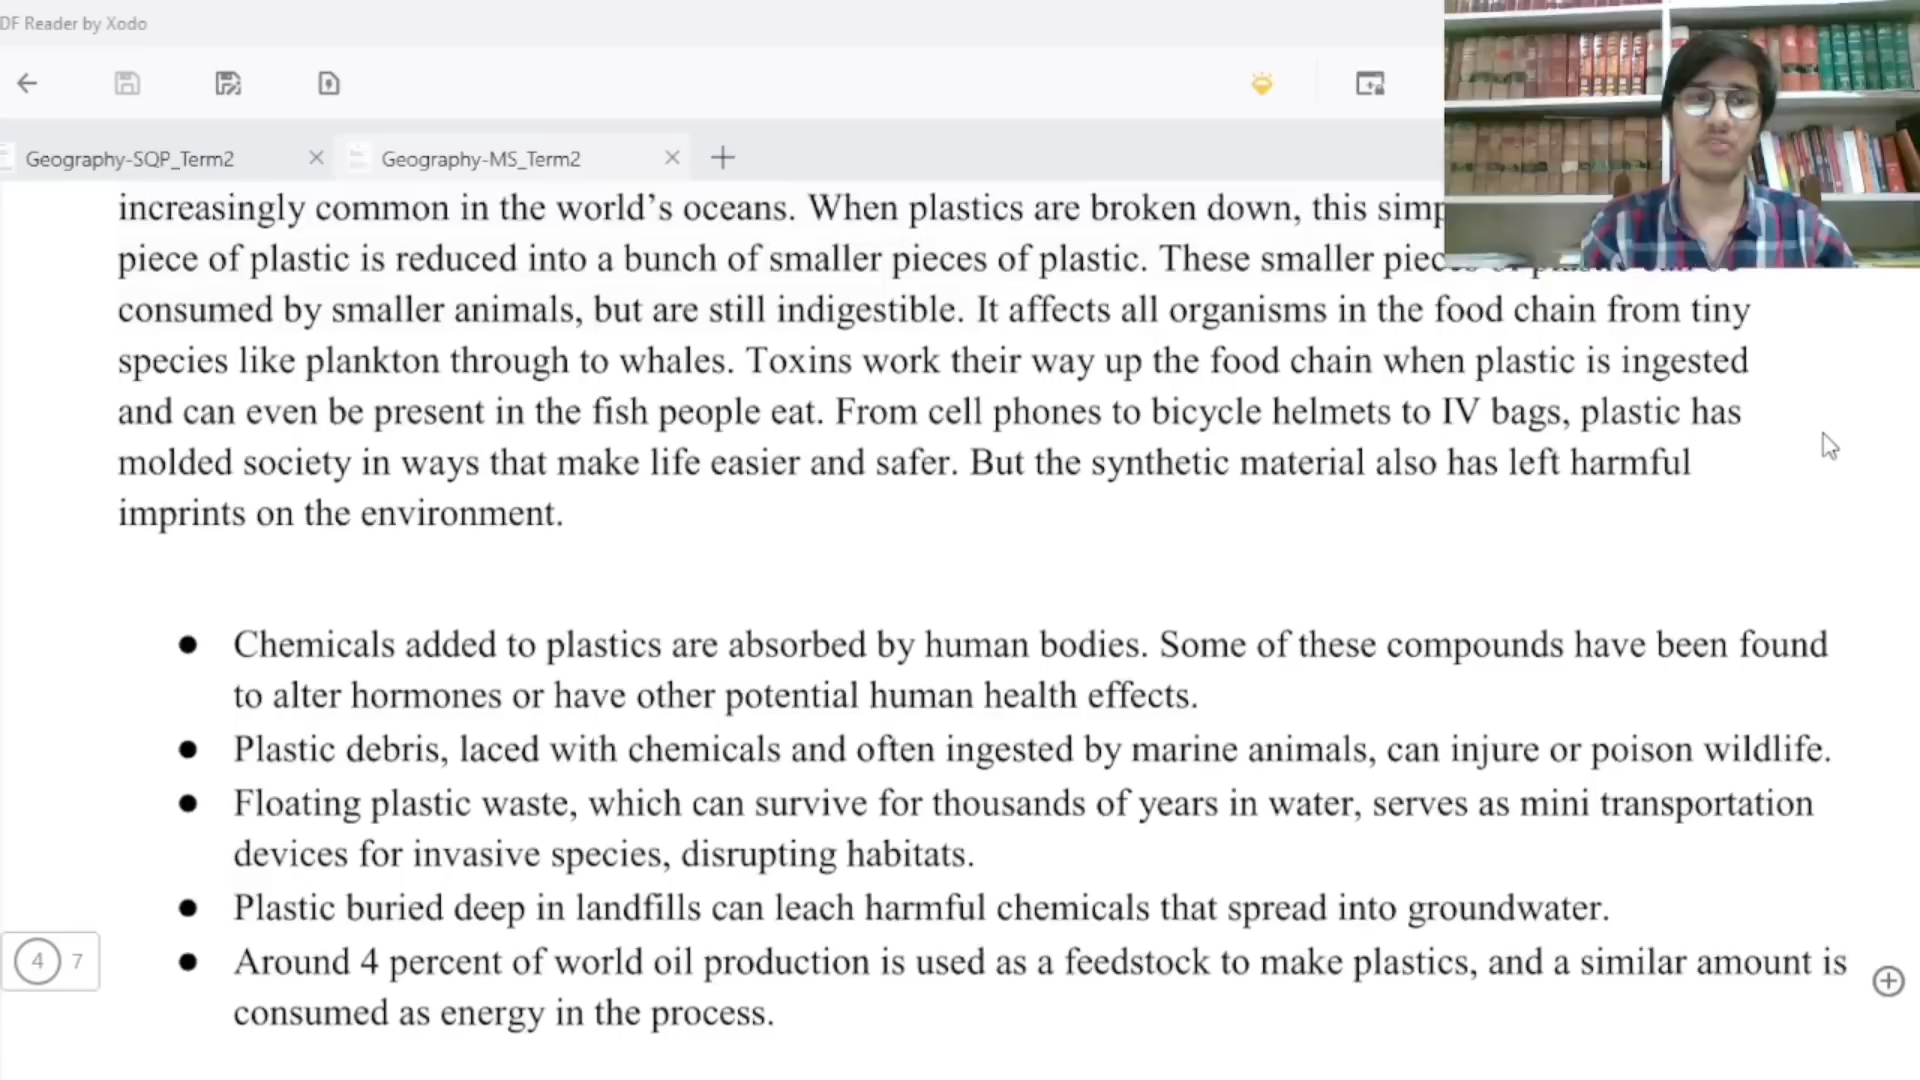 DF Reader by Xodo
Geography-SQP_Term2
Geography-MS_Term2
increasingly common in the world's oceans. When plastics are broken down, this
piece of plastic is reduced into a bunch of smaller pieces of plastic. These smaller
consumed by smaller animals, but are still indigestible. It affects all organisms in the food chain from tiny
species like plankton through to whales. Toxins work their way up the food chain when plastic is ingested
and can even be present in the fish people eat. From cell phones to bicycle helmets to IV bags, plastic has
molded society in ways that make life easier and safer. But the synthetic material also has left harmful
imprints on the environment.
● Chemicals added to plastics are absorbed by human bodies. Some of these compounds have been found
to alter hormones or have other potential human health effects.
● Plastic debris, laced with chemicals and often ingested by marine animals, can injure or poison wildlife.
● Floating plastic waste, which can survive for thousands of years in water, serves as mini transportation
devices for invasive species, disrupting habitats.
● Plastic buried deep in landfills can leach harmful chemicals that spread into groundwater.
● Around 4 percent of world oil production is used as a feedstock to make plastics, and a similar amount is
consumed as energy in the process.
4 7